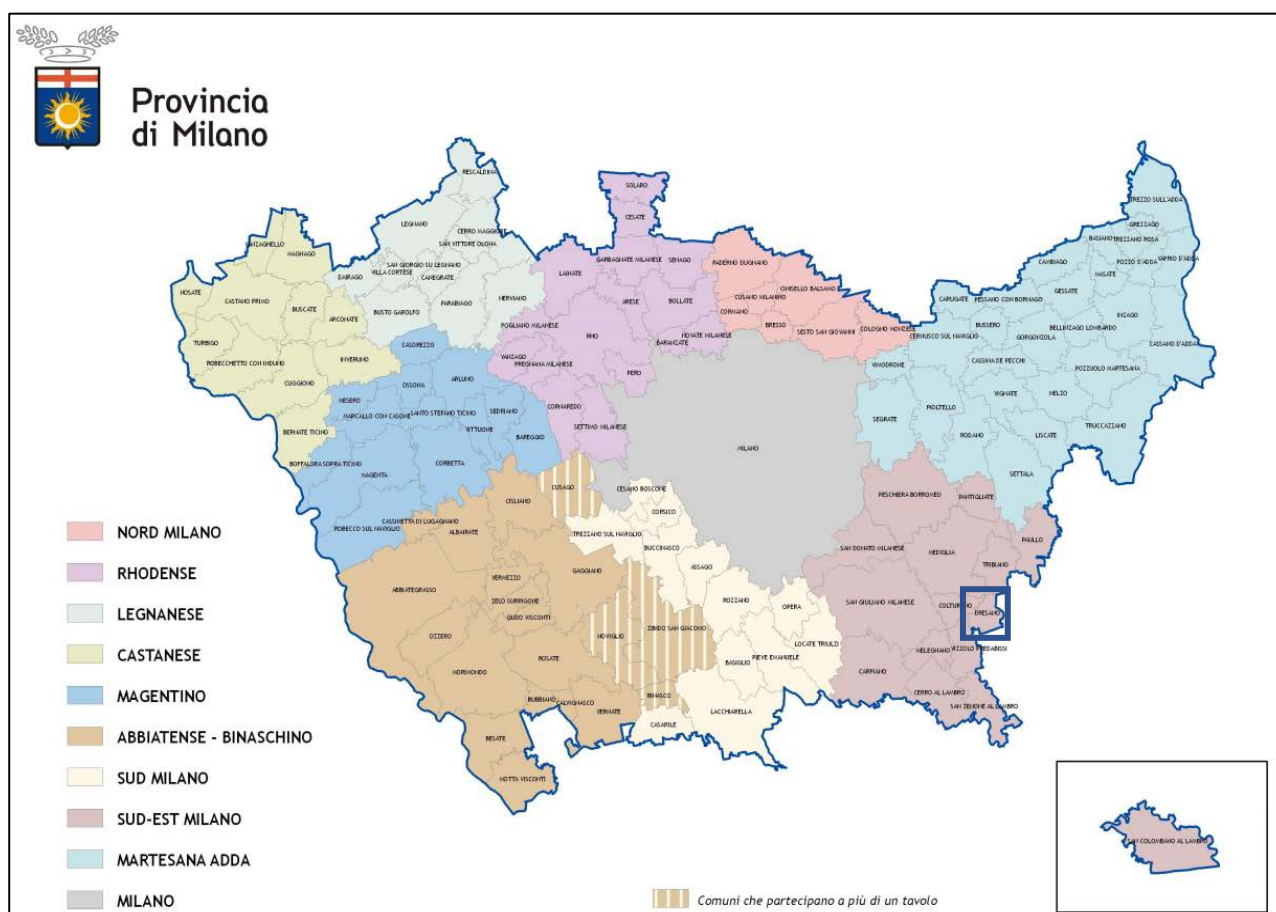 Provincia
di Milano
RESCALDINA
LEGNANO
CERRO MAGGIORE
SAN VITTORE OLONA
SAN GIORGIO SU LEGNANO
VILLA CORTESE
CANEGRATE
DAIRAGO
PARABIAGO
NERVIANO
BUSTO GAROLFO
VANZAGHELLO
MAGNAGO
NOSATE
CASTANO PRIMO
BUSCATE
ARCONATE
TURBIGO
ROBECCHETTO CON INDUNO
INVERUNO
CUGGIONO
BERNATE TICINO
SOLARO
CESATE
GARBAGNATE MILANESE
SENAGO
LAINATE
ARESE
BOLLATE
POGLIANO MILANESE
RHO
NOVATE MILANESE
BARANZATE
VANZAGO
PREGNANA MILANESE
PERO
CORNAREDO
SETTIMO MILANESE
PADERNO DUGNANO
CINISELLO BALSAMO
CUSANO MILANINO
CORMANO
BRESSO
SESTO SAN GIOVANNI
COLOGNO MONZESE
TREZZO SULL'ADDA
GREZZAGO
BASIANO
TREZZANO ROSA
CAMBIAGO
POZZO D'ADDA
VAPRIO D'ADDA
MASATE
GESSATE
CARUGATE
PESSANO CON BORNAGO
INZAGO
BUSSERO
BELLINZAGO LOMBARDO
CERNUSCO SUL NAVIGLIO
GORGONZOLA
CASSANO D'ADDA
VIMODRONE
CASSINA DE PECCHI
POZZUOLO MARTESANA
SEGRATE
PIOLTELLO
VIGNATE
MELZO
TRUCCAZZANO
RODANO
LISCATE
SETTALA
CASOREZZO
OSSONA
ARLUNO
MESERO
MARCALLO CON CASONE
SANTO STEFANO TICINO
SEDRIANO
VITTUONE
BAREGGIO
BOFFALORA SOPRA TICINO
MAGENTA
CORBETTA
ROBECCO SUL NAVIGLIO
MILANO
CUSAGO
CESANO BOSCONE
CISLIANO
CASSINETTA DI LUGAGNANO
ALBAIRATE
CORSICO
TREZZANO SUL NAVIGLIO
BUCCINASCO
GAGGIANO
ASSAGO
VERMEZZO
ABBIATEGRASSO
ZELO SURRIGONE
GUDO VISCONTI
ROZZANO
OPERA
OZZERO
NOVIGLIO
ZIBIDO SAN GIACOMO
LOCATE TRIULZI
ROSATE
BASIGLIO
PIEVE EMANUELE
MORIMONDO
BINASCO
BUBBIANO
CALVIGNASCO
VERNATE
LACCHIARELLA
CASARILE
BESATE
MOTTA VISCONTI
PESCHIERA BORROMEO
PANTIGLIATE
PAULLO
SAN DONATO MILANESE
MEDIGLIA
TRIBIANO
SAN GIULIANO MILANESE
COLTURANO
DRESANO
MELEGNANO
VIZZOLO PREDABISSI
CARPIANO
CERRO AL LAMBRO
SAN ZENONE AL LAMBRO
SAN COLOMBANO AL LAMBRO
NORD MILANO
RHODENSE
LEGNANESE
CASTANESE
MAGENTINO
ABBIATENSE - BINASCHINO
SUD MILANO
SUD-EST MILANO
MARTESANA ADDA
MILANO
Comuni che partecipano a più di un tavolo